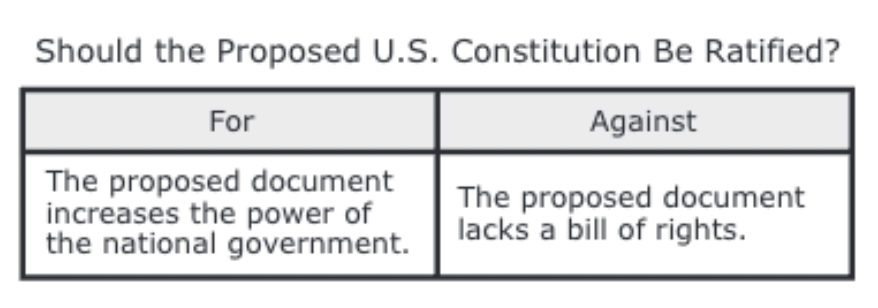 Should the Proposed U.S. Constitution Be Ratified?
For
Against
The proposed document
increases the power of
the national government.
The proposed document
lacks a bill of rights.